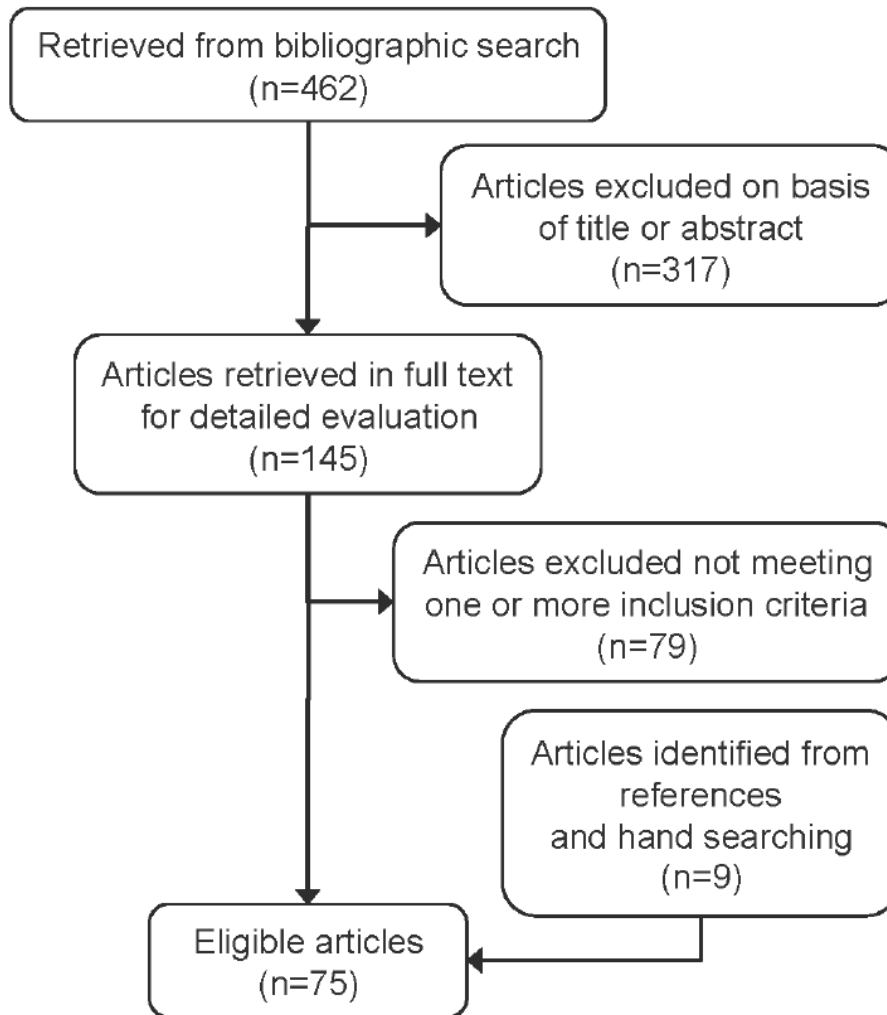 Retrieved from bibliographic search
(n=462)
Articles excluded on basis
of title or abstract
(n=317)
Articles retrieved in full text
for detailed evaluation
(n=145)
Articles excluded not meeting
one or more inclusion criteria
(n=79)
Articles identified from
references
and hand searching
(n=9)
Eligible articles
(n=75)